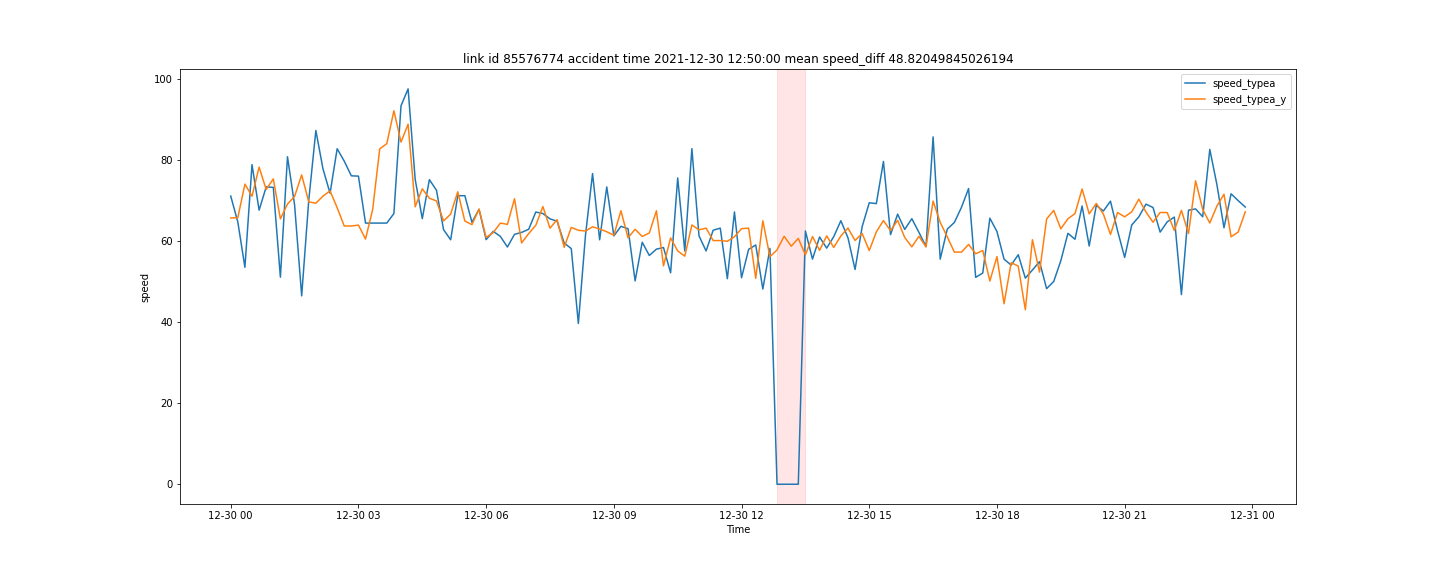 link id 85576774 accident time 2021-12-30 12:50:00 mean speed_diff 48.82049845026194
speed_typea
speed_typea_y
100
80
60
40
20
0
speed
12-30 00 12-30 03 12-30 06 12-30 09 12-30 12 12-30 15 12-30 18 12-30 21 12-31 00
Time